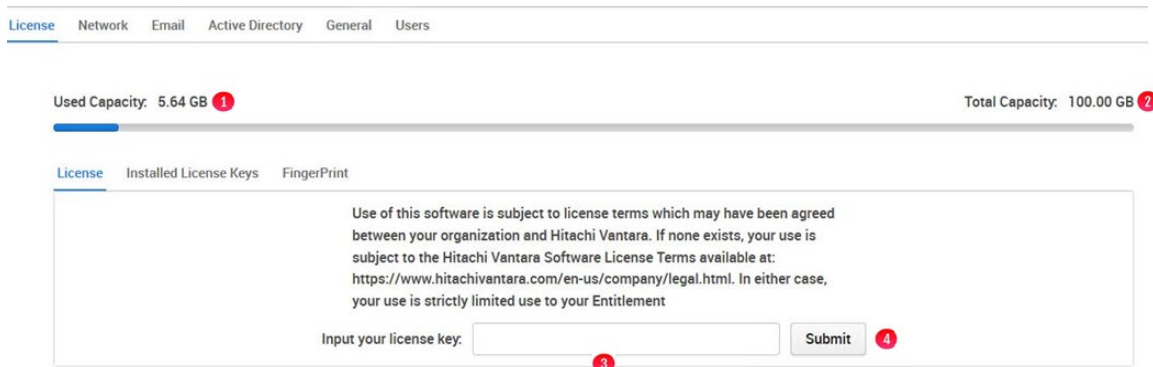 License Network Email Active Directory General Users
Used Capacity: 5.64 GB 1 Total Capacity: 100.00 GB 2
License Installed License Keys FingerPrint
Use of this software is subject to license terms which may have been agreed
between your organization and Hitachi Vantara. If none exists, your use is
subject to the Hitachi Vantara Software License Terms available at:
https://www.hitachivantara.com/en-us/company/legal.html. In either case,
your use is strictly limited use to your Entitlement
Input your license key: Submit 4
3